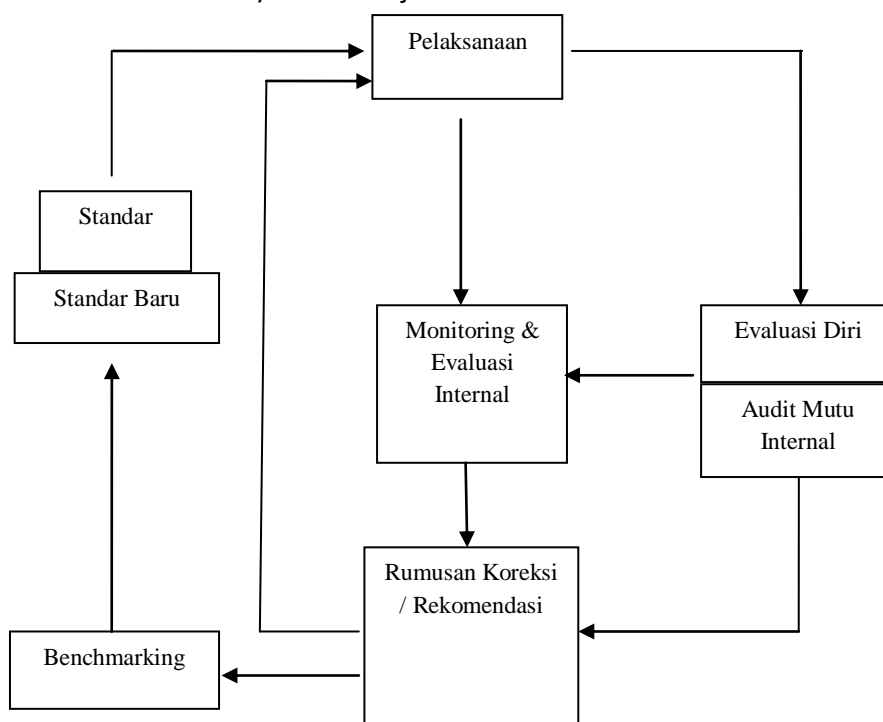 Pelaksanaan
Standar
Standar Baru
Monitoring &
Evaluasi
Internal
Evaluasi Diri
Audit Mutu
Internal
Rumusan Koreksi
/ Rekomendasi
Benchmarking